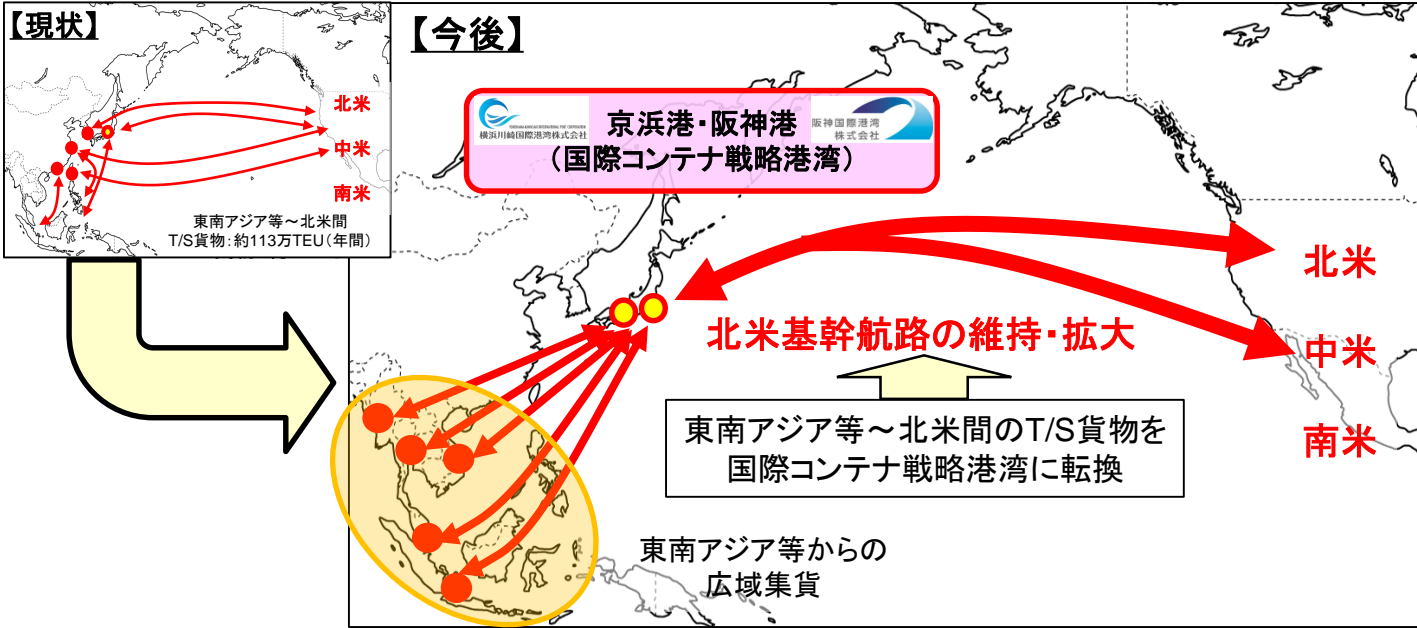 【現状】
北米
中米
南米
東南アジア等～北米間
T/S貨物：約113万TEU（年間）
【今後】
横浜川崎国際港湾株式会社
京浜港・阪神港
（国際コンテナ戦略港湾）
阪神国際港湾
株式会社
北米
中米
南米
北米基幹航路の維持・拡大
東南アジア等～北米間のT/S貨物を
国際コンテナ戦略港湾に転換
東南アジア等からの
広域集貨